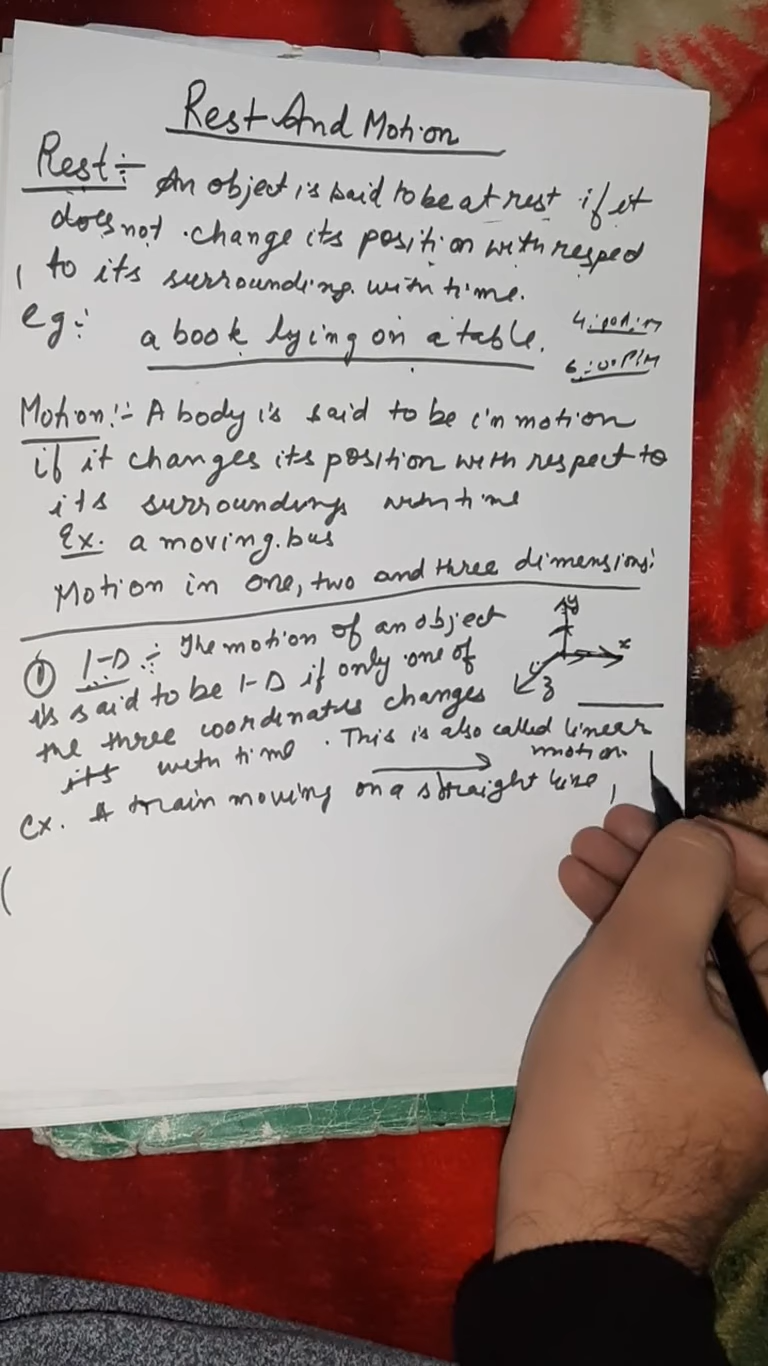 Rest And Motion
Rest :- An object is said to be at rest if it
does not change its position with respect
to its surrounding with time.
eg :- a book lying on a table.
4:00 P.M
6:00 PM
Motion :- A body is said to be in motion
if it changes its position with respect to
its surroundings with time
Ex. a moving bus
Motion in one, two and three dimensions :
① 1-D :- The motion of an object
is said to be 1-D if only one of
the three coordinates changes
its with time. This is also called linear
motion
y
x
z
Ex. A train moving on a straight line,